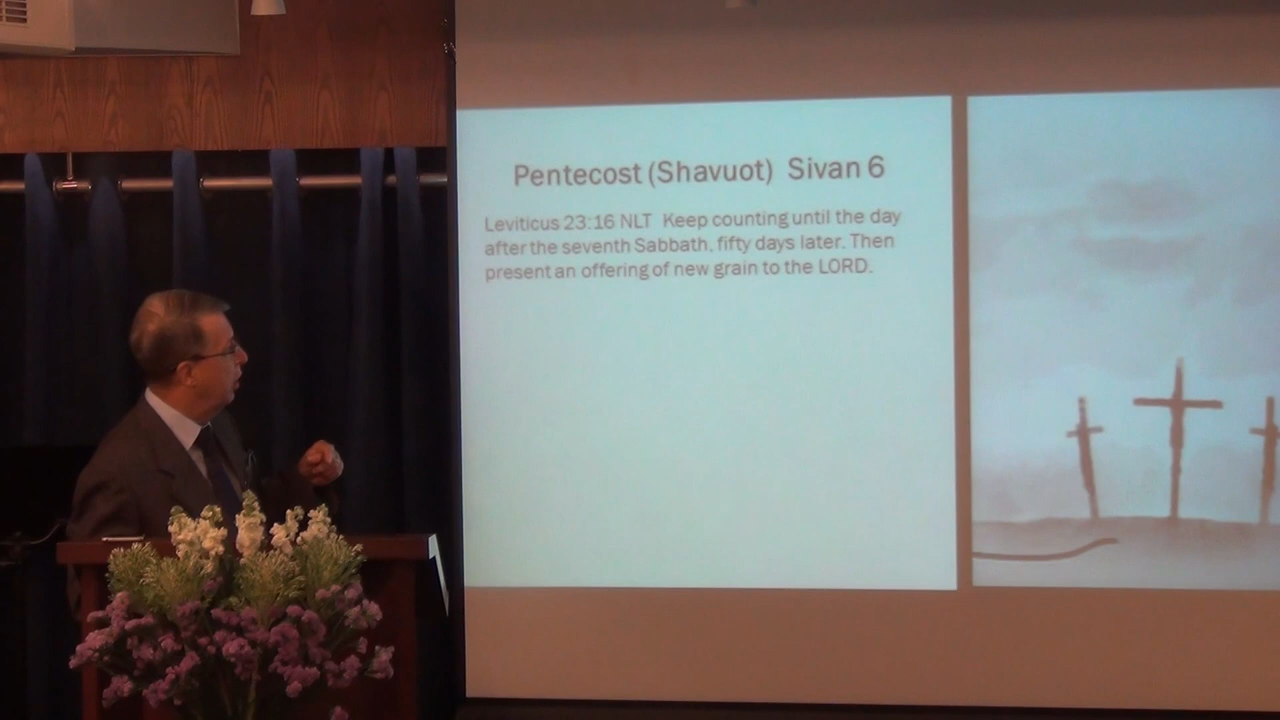 Pentecost (Shavuot) Sivan 6
Leviticus 23:16 NLT Keep counting until the day
after the seventh Sabbath, fifty days later. Then
present an offering of new grain to the LORD.